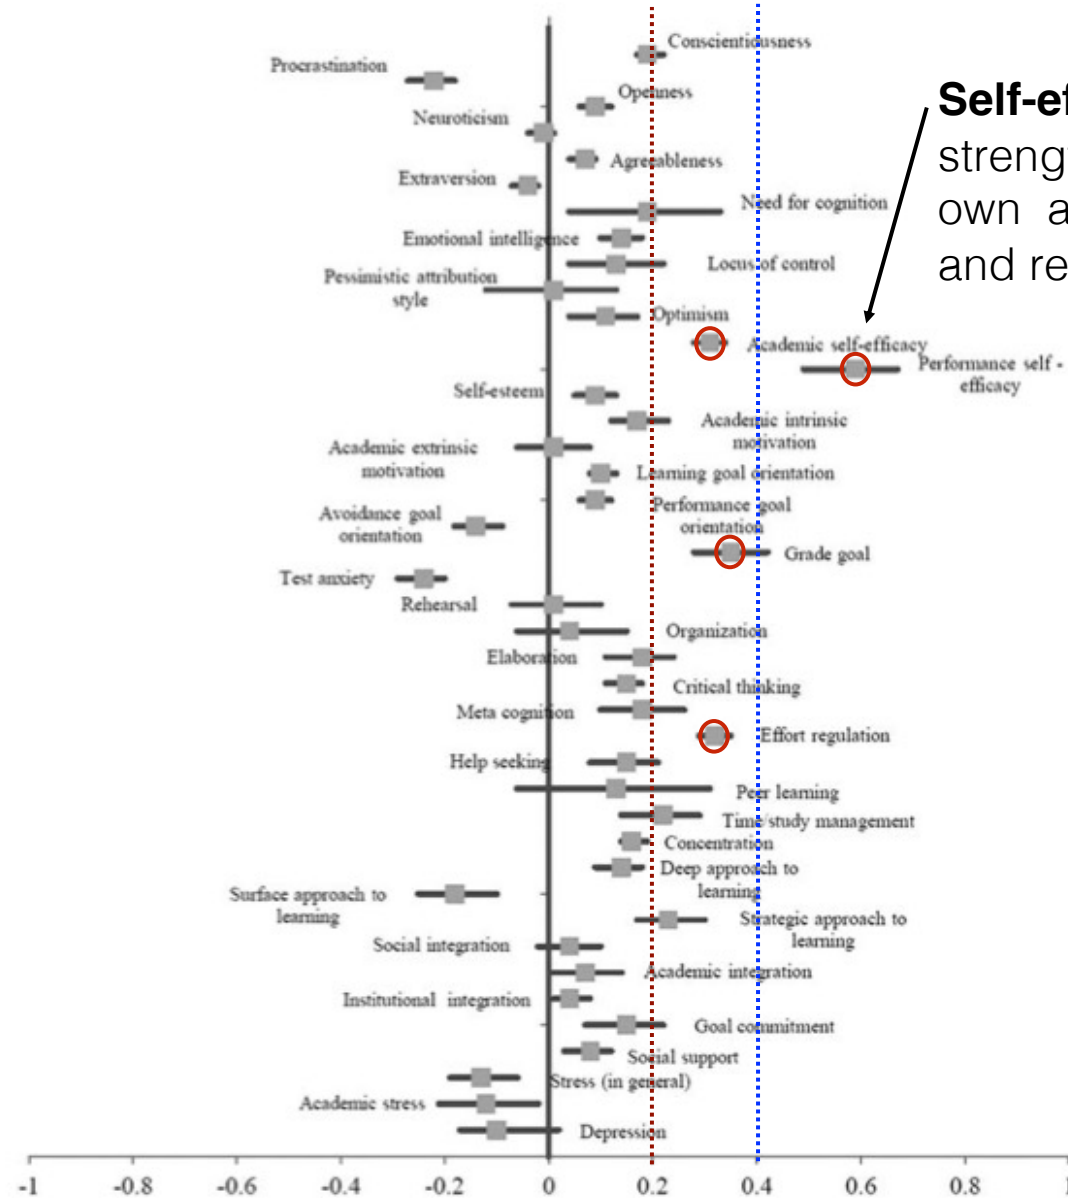 Conscientiousness
Procrastination
Openness
Neuroticism
Agreeableness
Extraversion
Need for cognition
Emotional intelligence
Locus of control
Pessimistic attribution
style
Optimism
Academic self-efficacy
Performance self -
efficacy
Self-esteem
Academic intrinsic
motivation
Academic extrinsic
motivation
Learning goal orientation
Performance goal
orientation
Avoidance goal
orientation
Grade goal
Test anxiety
Rehearsal
Organization
Elaboration
Critical thinking
Meta cognition
Effort regulation
Help seeking
Peer learning
Time/study management
Concentration
Deep approach to
learning
Surface approach to
learning
Strategic approach to
learning
Social integration
Academic integration
Institutional integration
Goal commitment
Social support
Stress (in general)
Academic stress
Depression
-1 -0.8 -0.6 -0.4 -0.2 0 0.2 0.4 0.6 0.8 1
Self-ef
streng
own a
and re